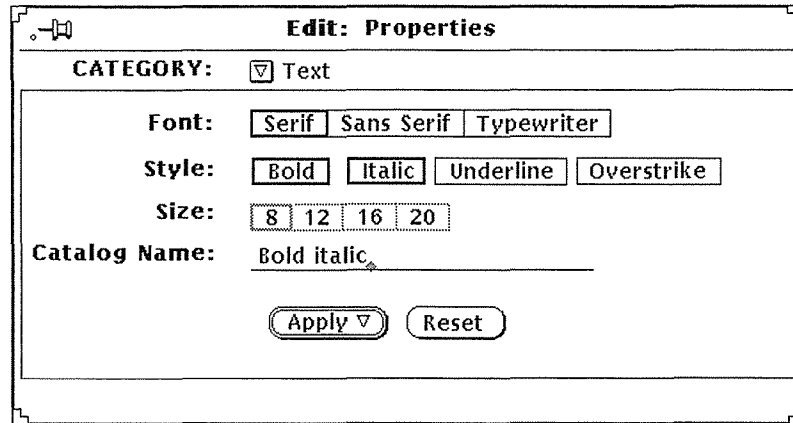 Edit: Properties
CATEGORY: Text
Font: Serif Sans Serif Typewriter
Style: Bold Italic Underline Overstrike
Size: 8 12 16 20
Catalog Name: Bold italic
Apply Reset